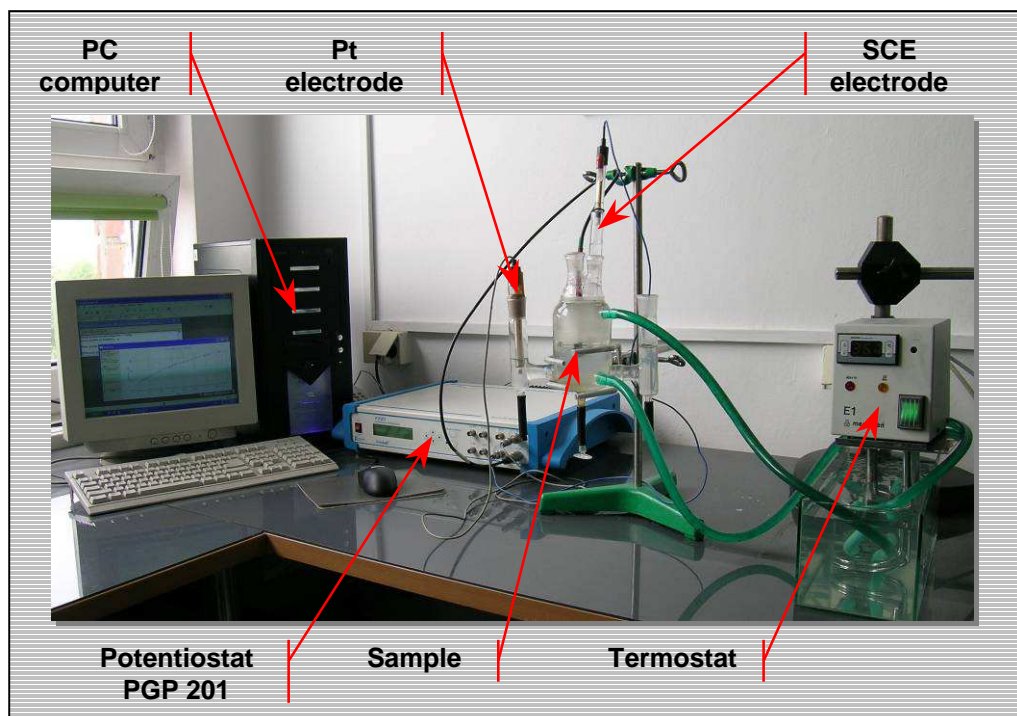 PC
computer
Pt
electrode
SCE
electrode
E1
Potentiostat
PGP 201
Sample
Termostat